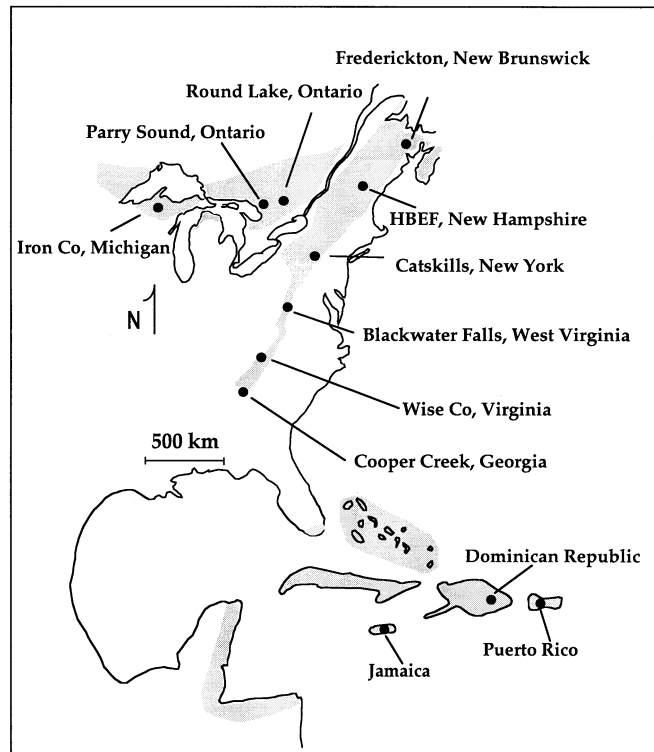 Frederickton, New Brunswick
Round Lake, Ontario
Parry Sound, Ontario
HBEF, New Hampshire
Iron Co, Michigan
Catskills, New York
N
Blackwater Falls, West Virginia
Wise Co, Virginia
500 km
Cooper Creek, Georgia
Dominican Republic
Puerto Rico
Jamaica